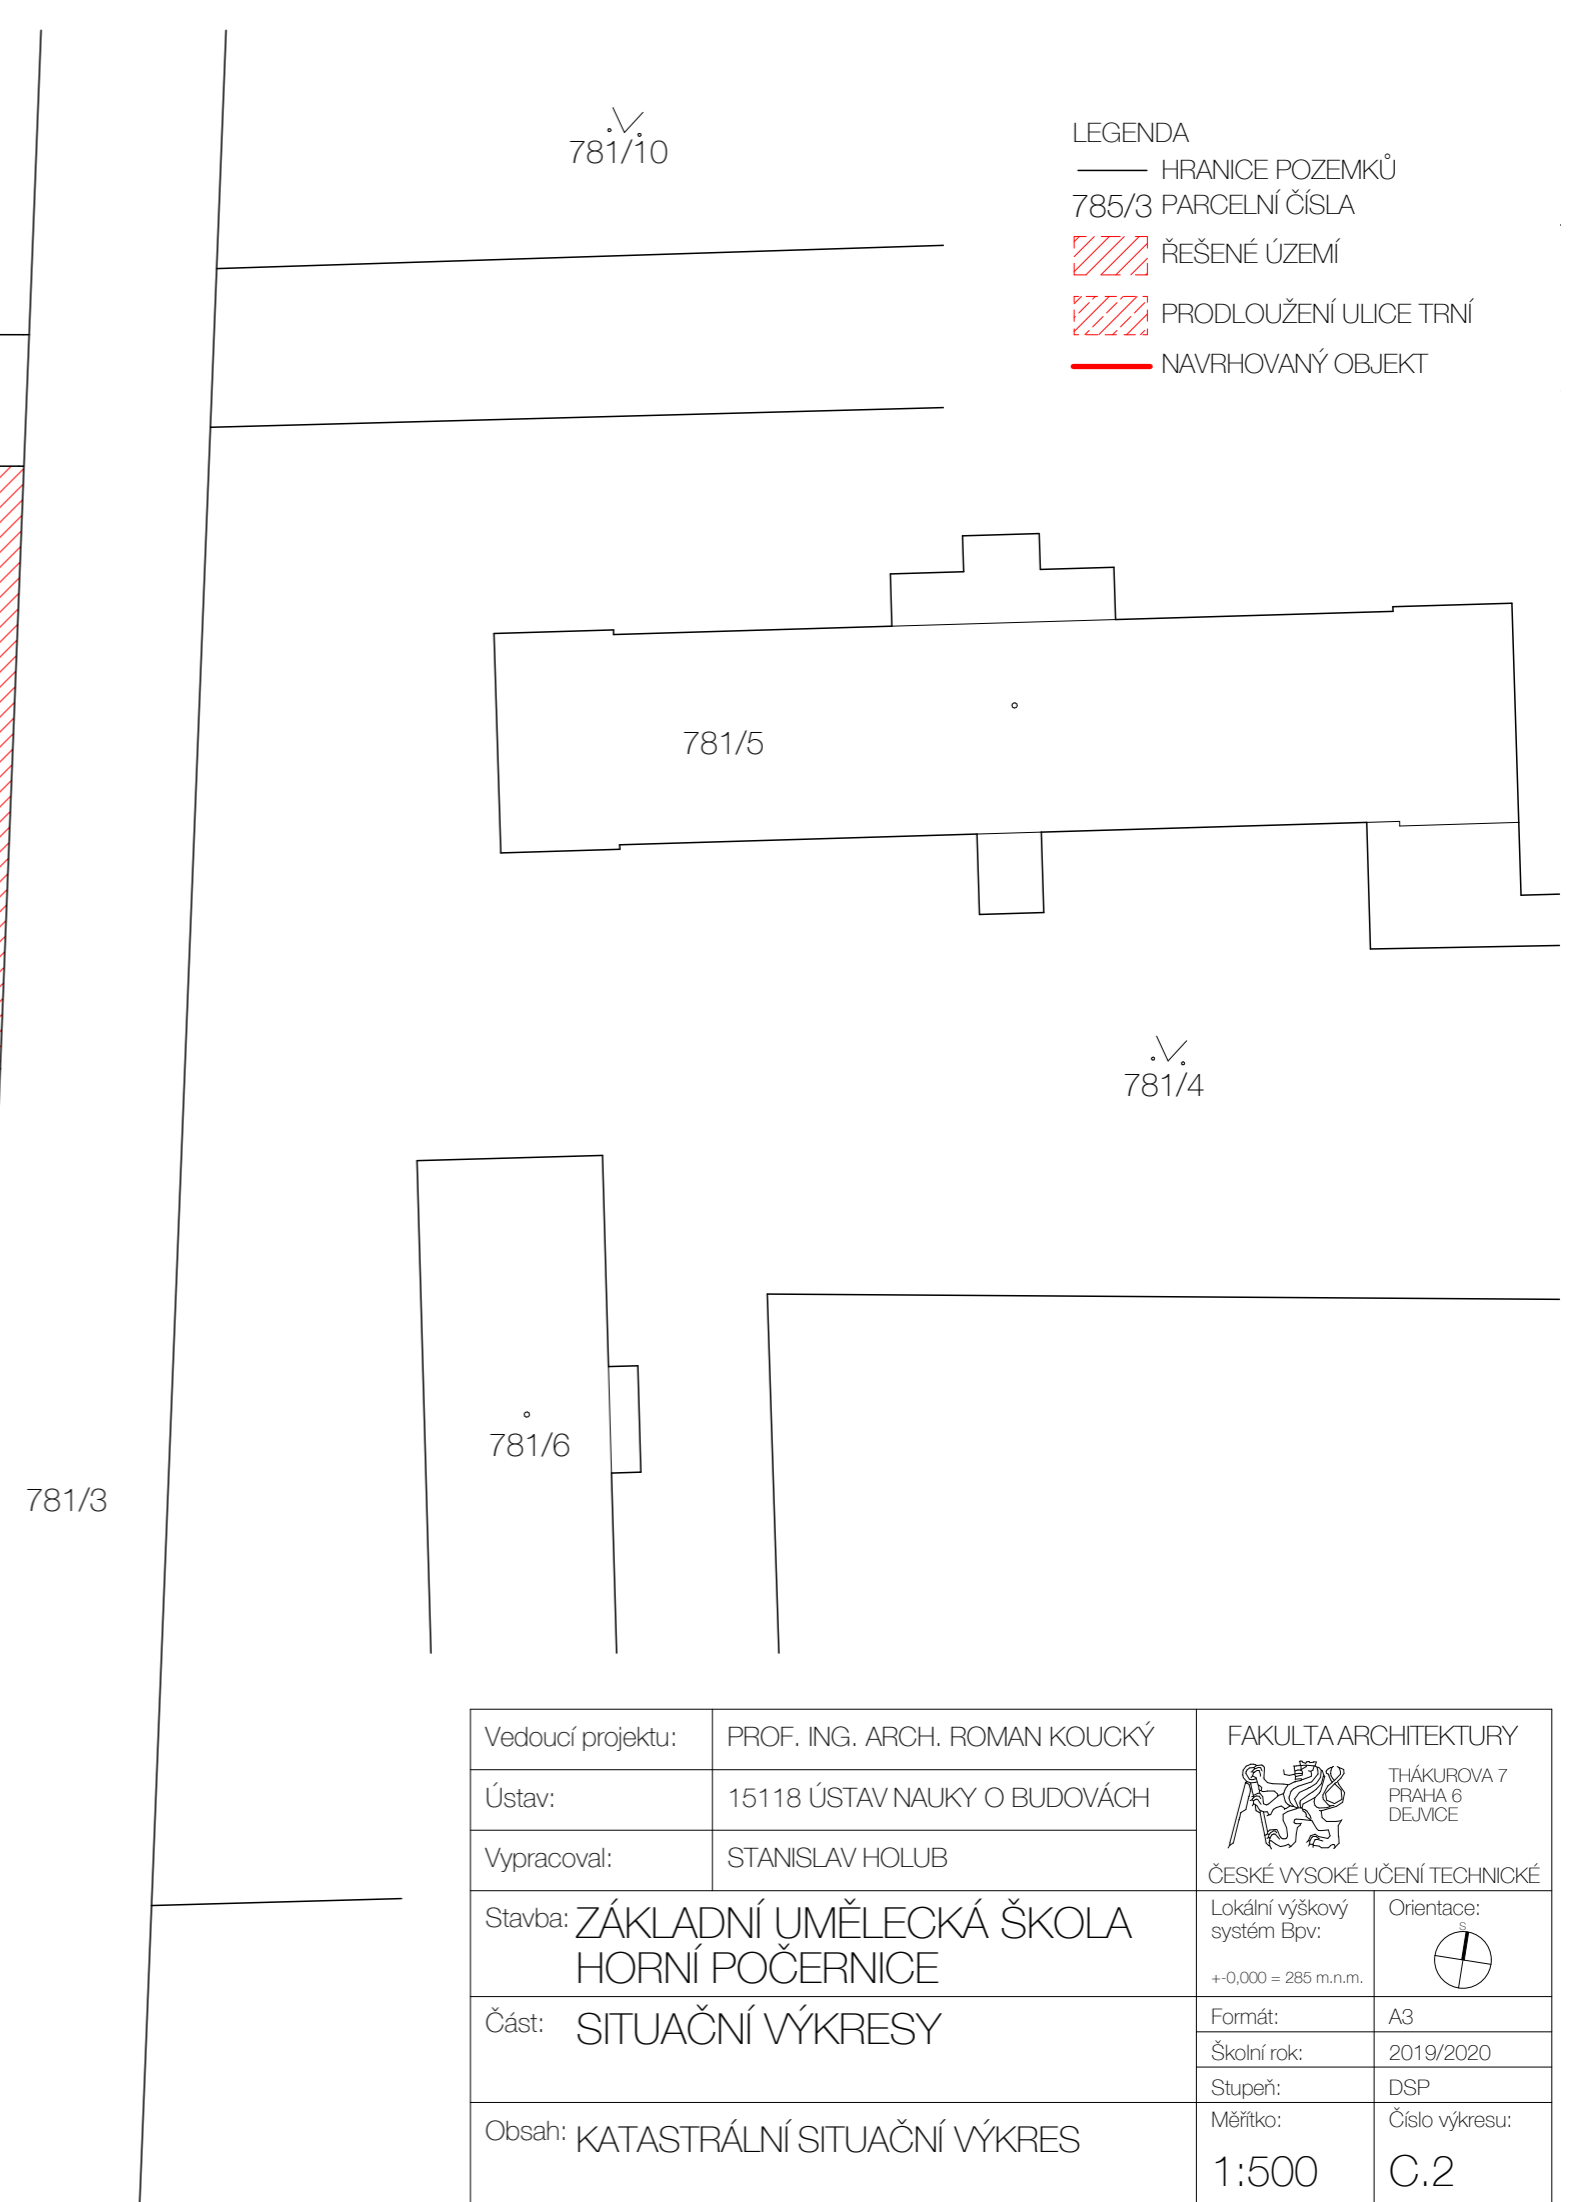 781/10
LEGENDA
HRANICE POZEMKŮ
785/3 PARCELNÍ ČÍSLA
ŘEŠENÉ ÚZEMÍ
PRODLOUŽENÍ ULICE TRNÍ
NAVRHOVANÝ OBJEKT
781/5
781/4
781/6
781/3
Vedoucí projektu: PROF. ING. ARCH. ROMAN KOUCKÝ
Ústav: 15118 ÚSTAV NAUKY O BUDOVÁCH
Vypracoval: STANISLAV HOLUB
FAKULTA ARCHITEKTURY
THÁKUROVA 7
PRAHA 6
DEJVICE
ČESKÉ VYSOKÉ UČENÍ TECHNICKÉ
Stavba: ZÁKLADNÍ UMĚLECKÁ ŠKOLA
HORNÍ POČERNICE
Lokální výškový
systém Bpv:
+-0,000 = 285 m.n.m.
Orientace:
S
Část: SITUAČNÍ VÝKRESY
Formát: A3
Školní rok: 2019/2020
Stupeň: DSP
Obsah: KATASTRÁLNÍ SITUAČNÍ VÝKRES
Měřítko:
1:500
Číslo výkresu:
C.2